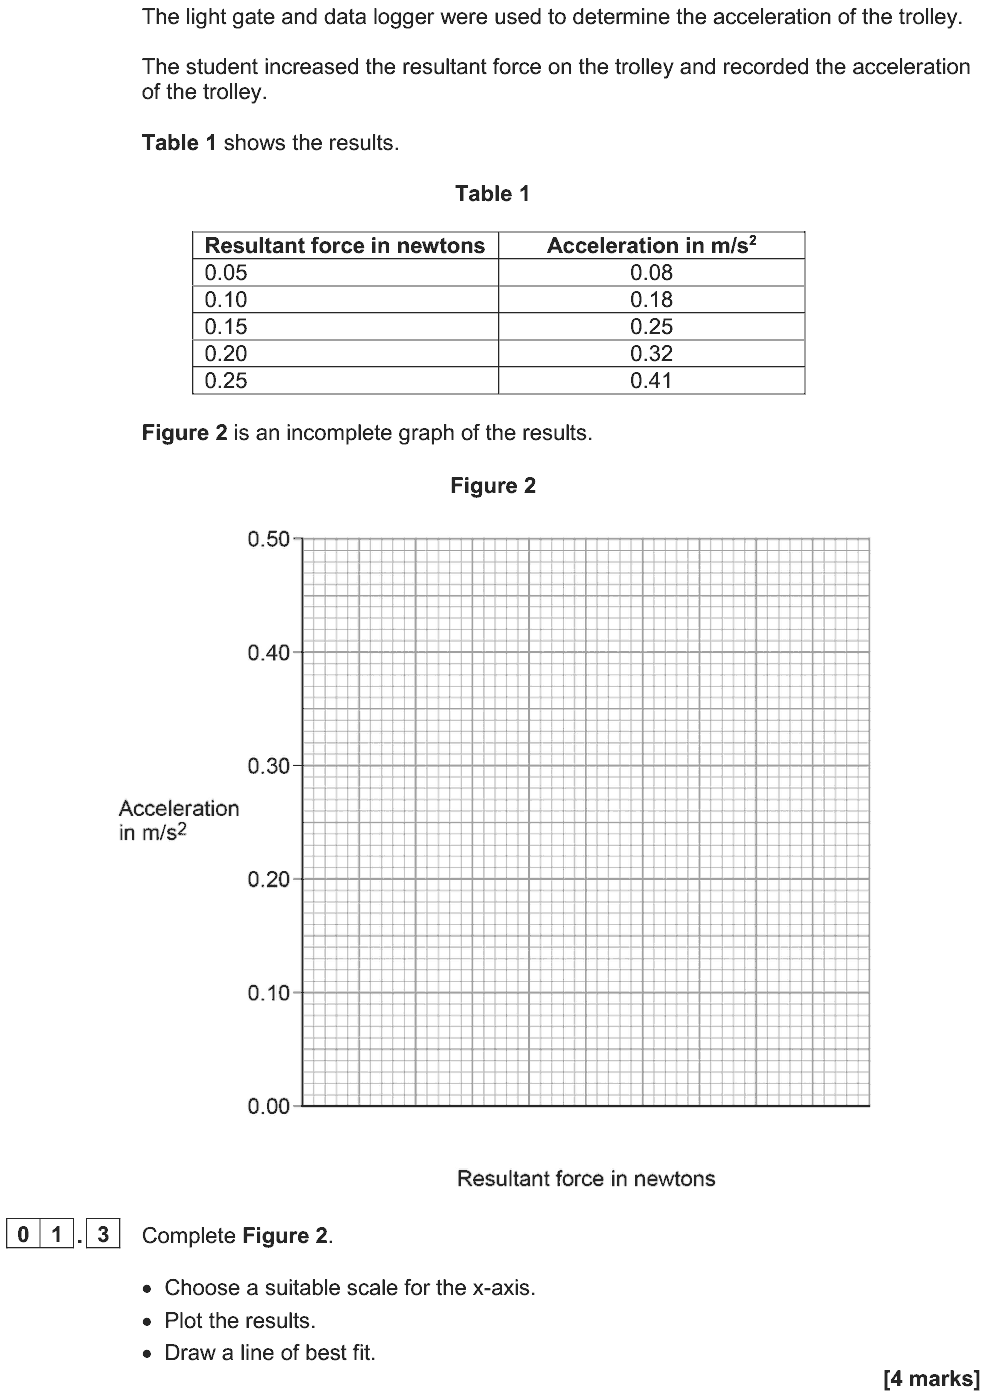 The light gate and data logger were used to determine the acceleration of the trolley.
The student increased the resultant force on the trolley and recorded the acceleration
of the trolley.
Table 1 shows the results.
Table 1
Resultant force in newtons Acceleration in m/s²
0.05 0.08
0.10 0.18
0.15 0.25
0.20 0.32
0.25 0.41
Figure 2 is an incomplete graph of the results.
Figure 2
0.50
0.40
0.30
Acceleration
in m/s²
0.20
0.10
0.00
Resultant force in newtons
0 1 . 3 Complete Figure 2.
• Choose a suitable scale for the x-axis.
• Plot the results.
• Draw a line of best fit.
[4 marks]